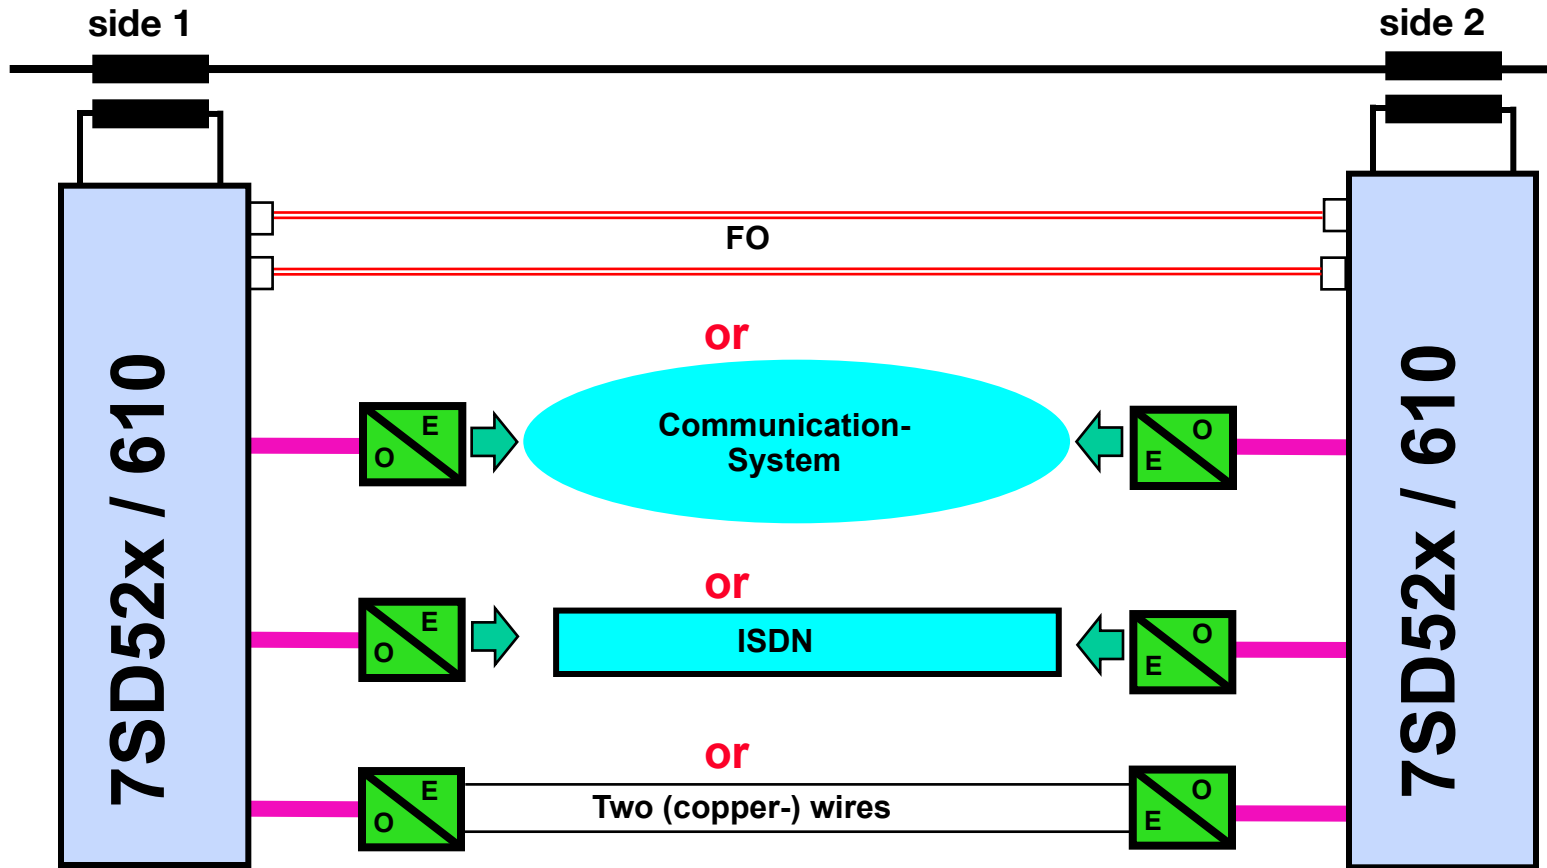 side 1
side 2
FO
or
E
O
Communication-
System
O
E
or
E
O
ISDN
O
E
or
E
O
Two (copper-) wires
O
E
7SD52x / 610
7SD52x / 610